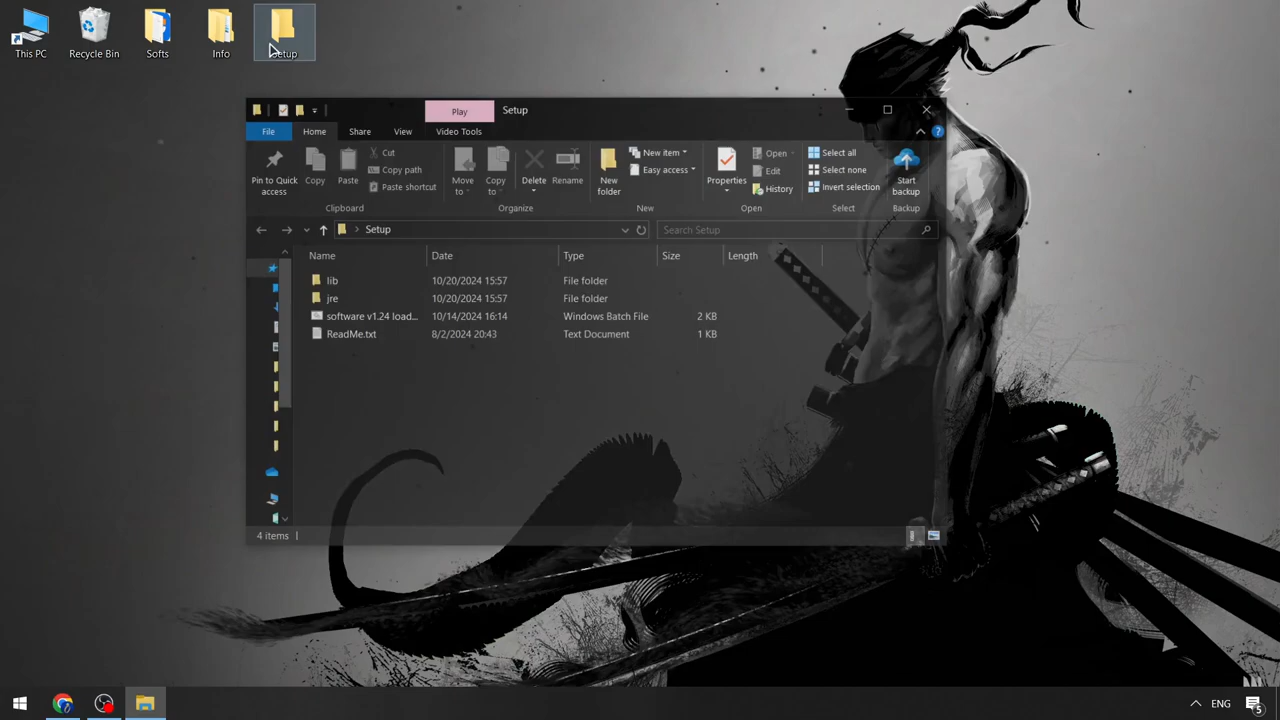 This PC
Recycle Bin
Softs
Info
Setup
Play
Setup
File
Home
Share
View
Video Tools
Pin to Quick access
Copy
Paste
Cut
Copy path
Paste shortcut
Clipboard
Move to
Copy to
Delete
Rename
Organize
New folder
New item
Easy access
New
Properties
Open
Edit
History
Open
Select all
Select none
Invert selection
Select
Start backup
Backup
Setup
Search Setup
Name
Date
Type
Size
Length
lib 10/20/2024 15:57 File folder
jre 10/20/2024 15:57 File folder
software v1.24 load... 10/14/2024 16:14 Windows Batch File 2 KB
ReadMe.txt 8/2/2024 20:43 Text Document 1 KB
4 items
ENG
5